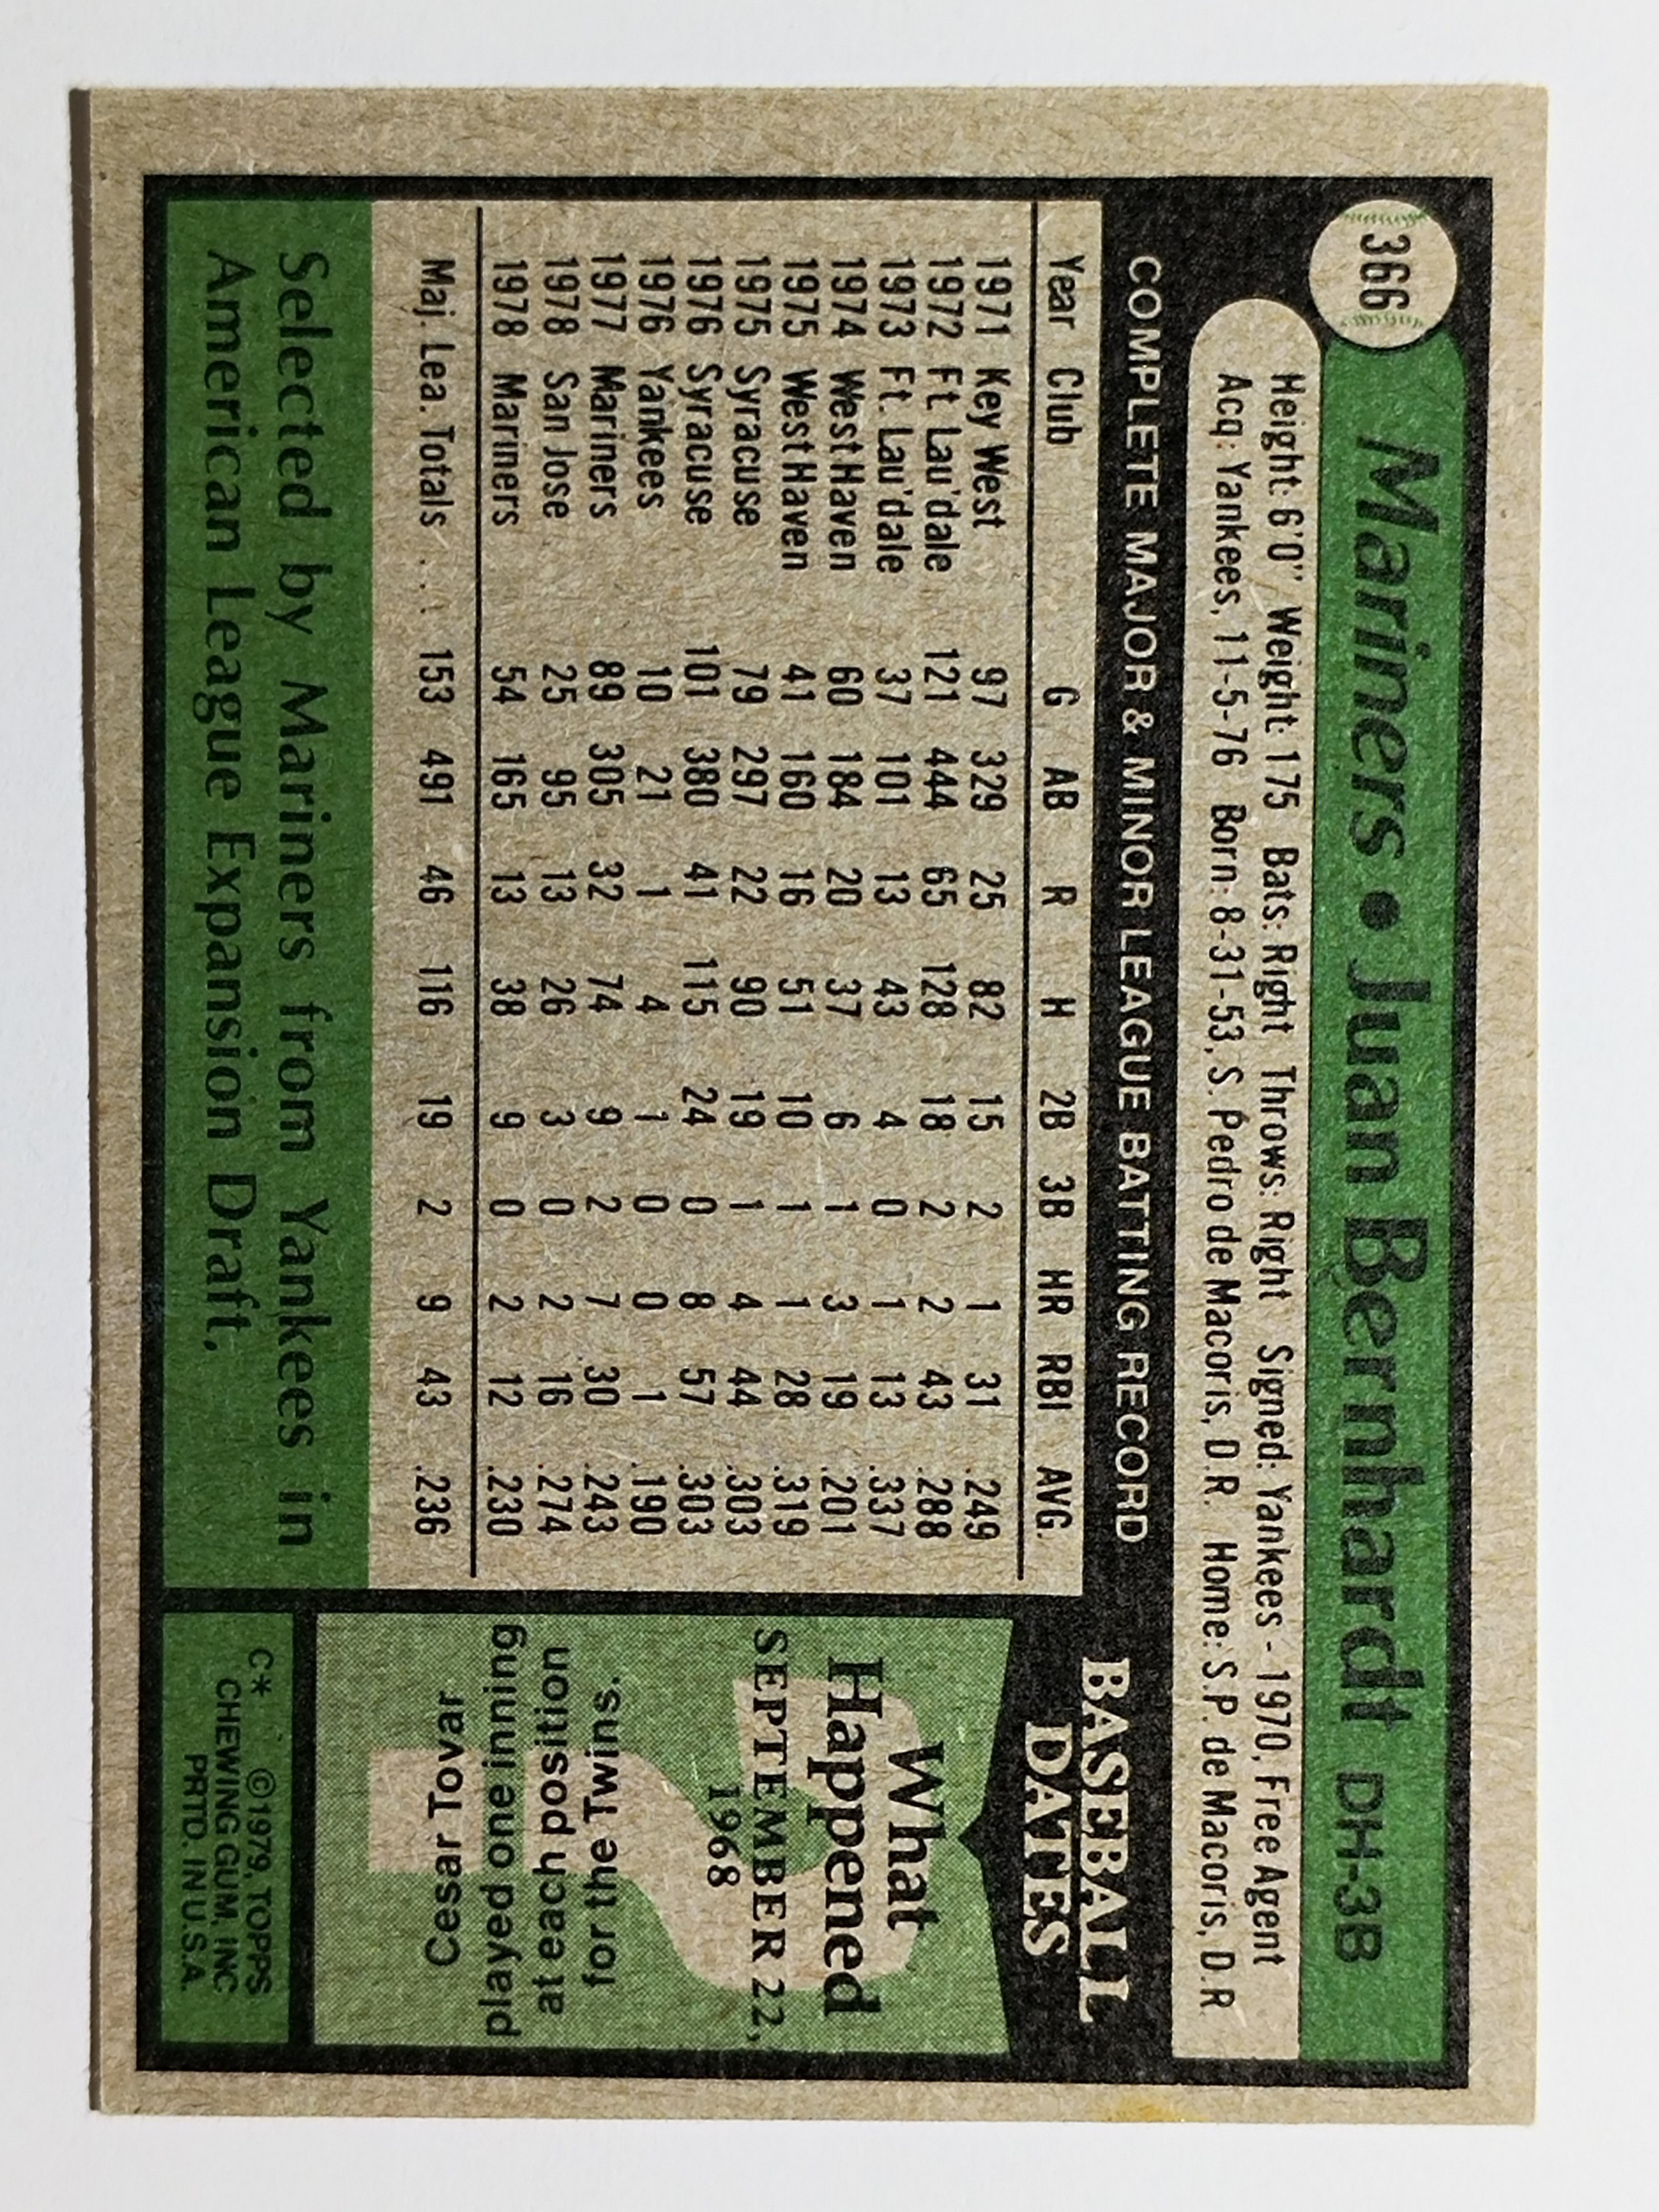 366
Mariners • Juan Bernhardt DH-3B
Height: 6'0" Weight: 175 Bats: Right Throws: Right Signed: Yankees - 1970, Free Agent
Acq: Yankees, 11-5-76 Born: 8-31-53, S. Pedro de Macoris, D.R. Home: S.P. de Macoris, D.R
COMPLETE MAJOR & MINOR LEAGUE BATTING RECORD
Year Club G AB R H 2B 3B HR RBI AVG.
1971 Key West 97 329 25 82 15 2 1 31 .249
1972 Ft. Lau'dale 121 444 65 128 18 2 2 43 .288
1973 Ft. Lau'dale 37 101 13 43 4 0 1 13 .337
1974 West Haven 60 184 20 37 6 1 3 19 .201
1975 West Haven 41 160 16 51 10 1 1 28 .319
1975 Syracuse 79 297 22 90 19 1 4 44 .303
1976 Syracuse 101 380 41 115 24 0 8 57 .303
1976 Yankees 10 21 1 4 1 0 0 1 .190
1977 Mariners 89 305 32 74 9 2 7 30 .243
1978 San Jose 25 95 13 26 3 0 2 16 .274
1978 Mariners 54 165 13 38 9 0 2 12 .230
Maj. Lea. Totals . . . 153 491 46 116 19 2 9 43 .236
Selected by Mariners from Yankees in
American League Expansion Draft.
BASEBALL
DATES
What
Happened
SEPTEMBER 22,
1968
Cesar Tovar
played one inning
at each position
for the Twins.
C* ©1979, TOPPS
CHEWING GUM, INC
PRTD. IN U.S.A.